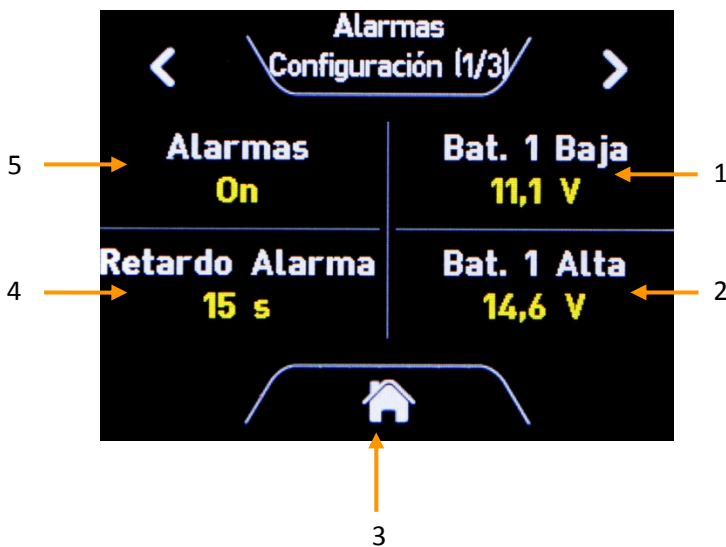 Alarmas
Configuración (1/3)
5
Alarmas
On
Bat. 1 Baja
11,1 V
1
4
Retardo Alarma
15 s
Bat. 1 Alta
14,6 V
2
3